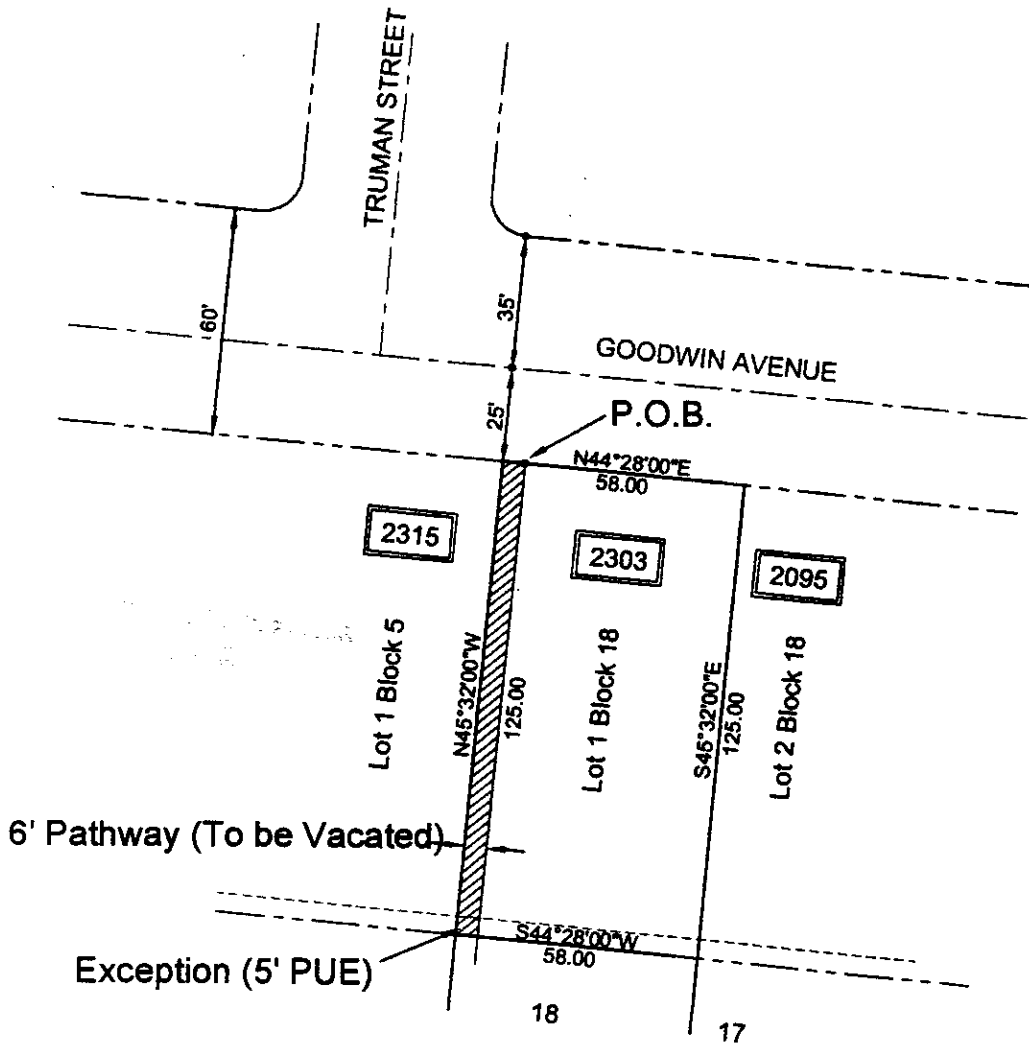 TRUMAN STREET
60'
35'
GOODWIN AVENUE
25'
P.O.B.
N44°28'00"E
58.00
2315
2303
2095
Lot 1 Block 5
N45°32'00"W
125.00
Lot 1 Block 18
S45°32'00"E
125.00
Lot 2 Block 18
6' Pathway (To be Vacated)
S44°28'00"W
58.00
Exception (5' PUE)
18
17